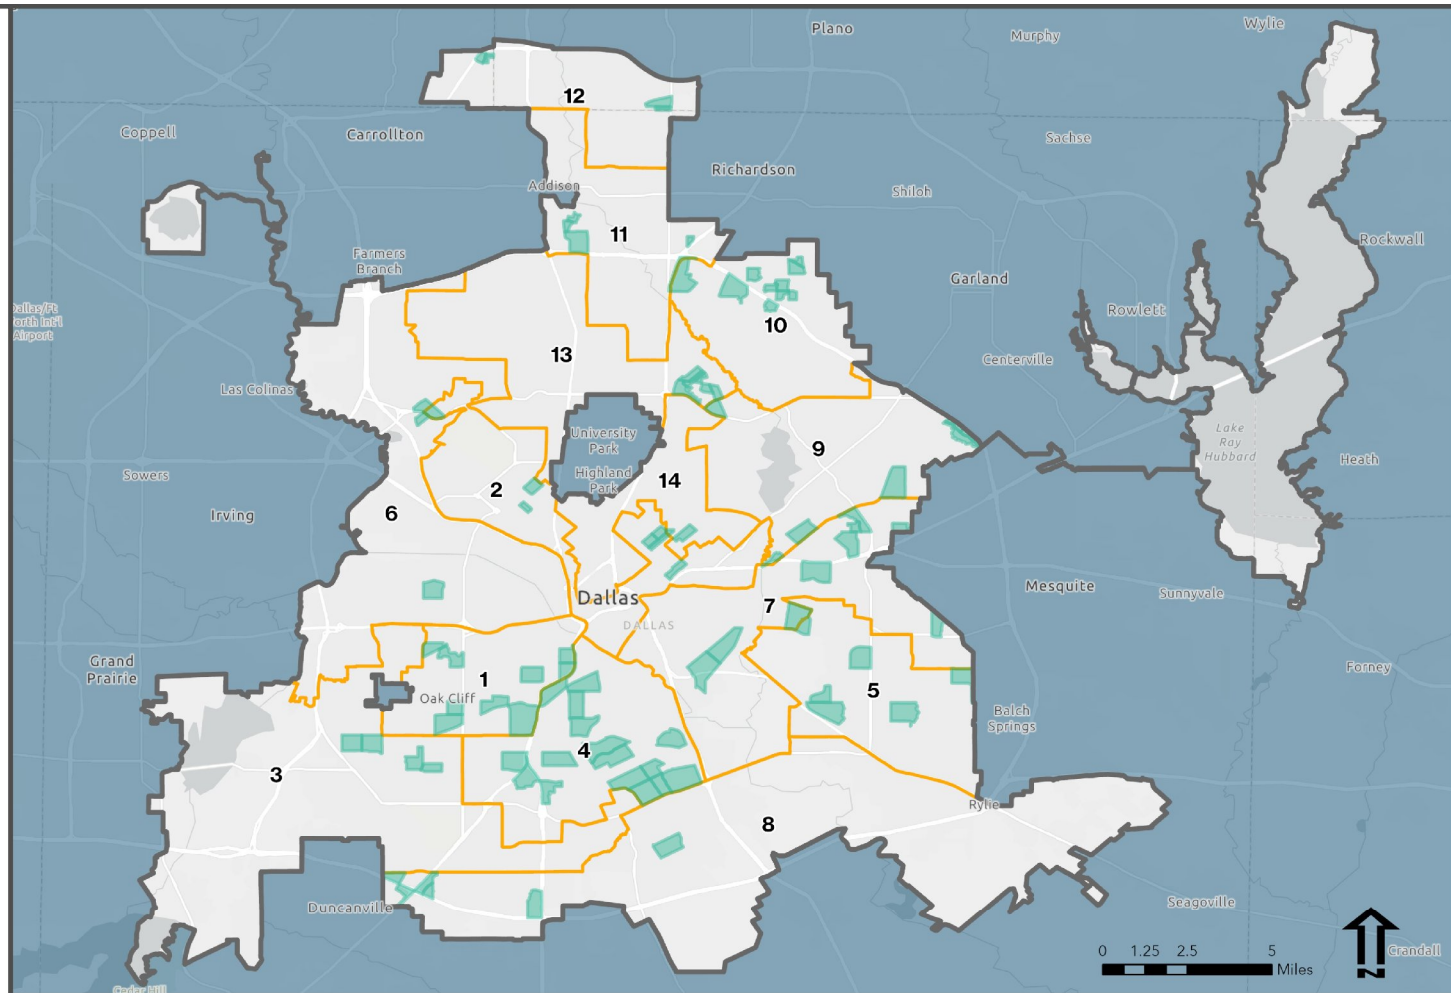 Plano
Wylie
Murphy
12
Coppell
Carrollton
Sachse
Richardson
Addison
Shiloh
11
Rockwall
Farmers
Branch
Garland
Dallas/Ft
Worth Int'l
Airport
Rowlett
10
13
Centerville
Las Colinas
University
Park
Lake
Ray
Hubbard
9
Heath
Sowers
Highland
Park
14
2
Irving
6
Mesquite
Sunnyvale
Dallas
7
DALLAS
Grand
Prairie
Forney
1
Oak Cliff
5
Balch
Springs
4
3
Rylie
8
Duncanville
Seagoville
0 1.25 2.5 5
Miles
Crandall
N
Cedar Hill